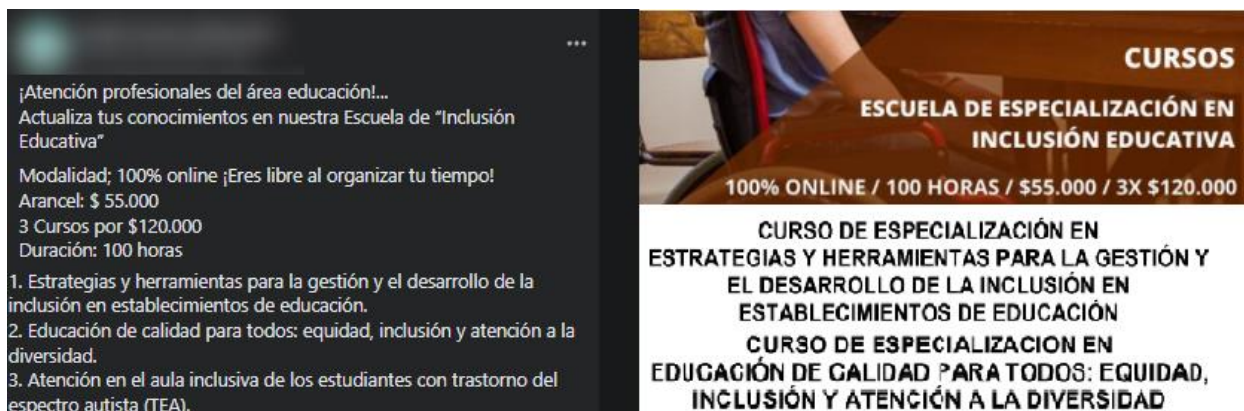 ¡Atención profesionales del área educación!...
Actualiza tus conocimientos en nuestra Escuela de “Inclusión
Educativa”
Modalidad; 100% online ¡Eres libre al organizar tu tiempo!
Arancel: $ 55.000
3 Cursos por $120.000
Duración: 100 horas
1. Estrategias y herramientas para la gestión y el desarrollo de la
inclusión en establecimientos de educación.
2. Educación de calidad para todos: equidad, inclusión y atención a la
diversidad.
3. Atención en el aula inclusiva de los estudiantes con trastorno del
espectro autista (TEA).
CURSOS
ESCUELA DE ESPECIALIZACIÓN EN
INCLUSIÓN EDUCATIVA
100% ONLINE / 100 HORAS / $55.000 / 3X $120.000
CURSO DE ESPECIALIZACIÓN EN
ESTRATEGIAS Y HERRAMIENTAS PARA LA GESTIÓN Y
EL DESARROLLO DE LA INCLUSIÓN EN
ESTABLECIMIENTOS DE EDUCACIÓN
CURSO DE ESPECIALIZACION EN
EDUCACIÓN DE CALIDAD PARA TODOS: EQUIDAD,
INCLUSIÓN Y ATENCIÓN A LA DIVERSIDAD